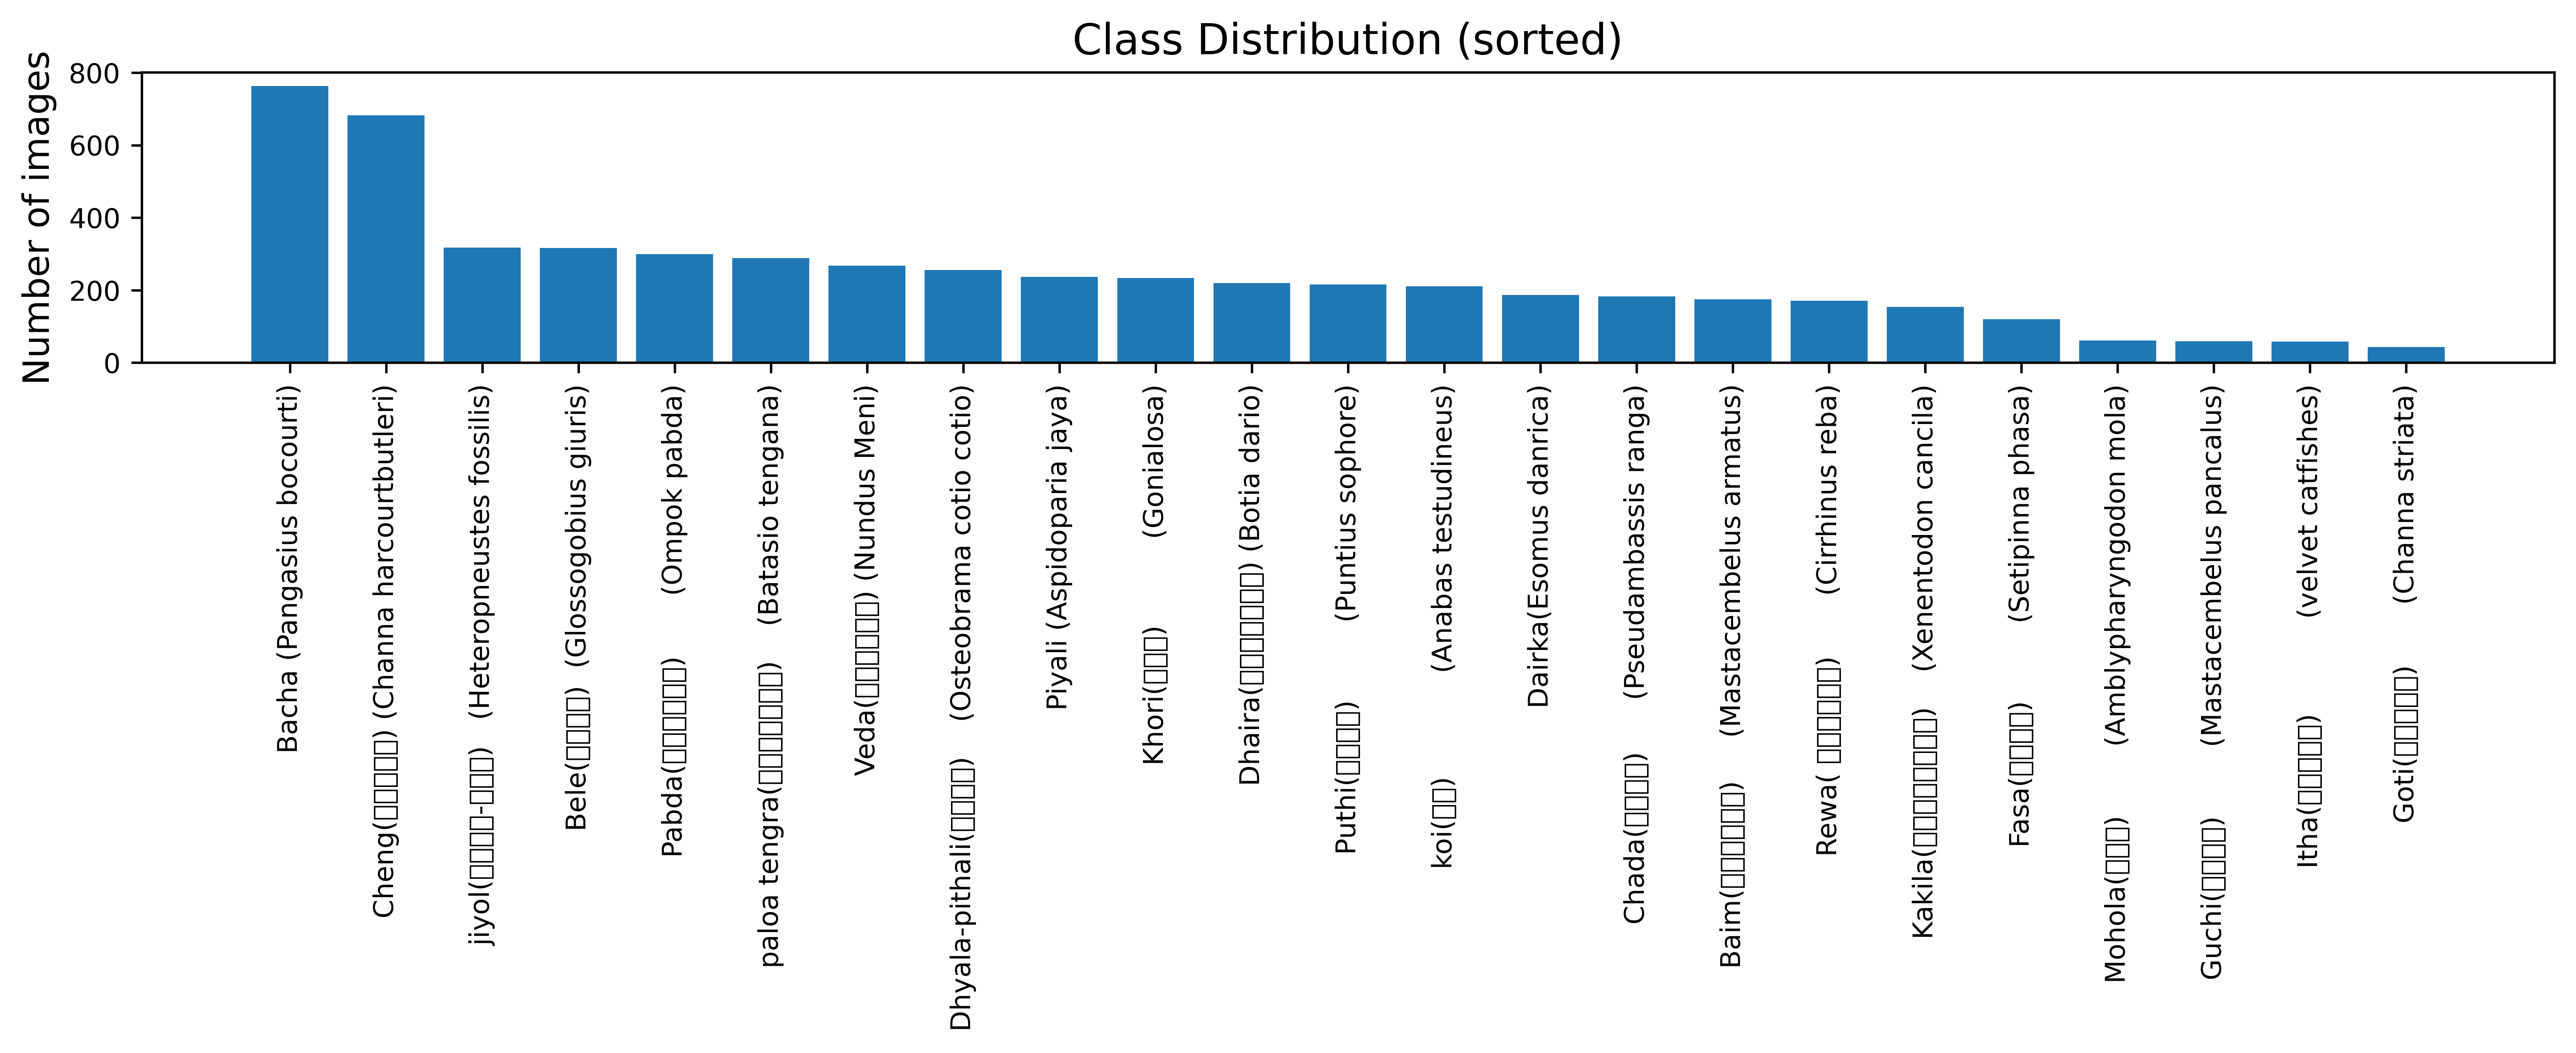 Class Distribution (sorted)
Number of images
800
600
400
200
0
Bacha (Pangasius bocourti)
Cheng(□□□□□) (Channa harcourtbutleri)
jiyol(□□□□-□□□) (Heteropneustes fossilis)
Bele(□□□□) (Glossogobius giuris)
Pabda(□□□□□□) (Ompok pabda)
paloa tengra(□□□□□□□) (Batasio tengana)
Veda(□□□□□□) (Nundus Meni)
Dhyala-pithali(□□□□) (Osteobrama cotio cotio)
Piyali (Aspidoparia jaya)
Khori(□□□) (Gonialosa)
Dhaira(□□□□□□□) (Botia dario)
Puthi(□□□□) (Puntius sophore)
koi(□□) (Anabas testudineus)
Dairka(Esomus danrica)
Chada(□□□□) (Pseudambassis ranga)
Baim(□□□□□□) (Mastacembelus armatus)
Rewa( □□□□□□) (Cirrhinus reba)
Kakila(□□□□□□□□) (Xenentodon cancila)
Fasa(□□□□) (Setipinna phasa)
Mohola(□□□) (Amblypharyngodon mola)
Guchi(□□□□) (Mastacembelus pancalus)
Itha(□□□□□) (velvet catfishes)
Goti(□□□□□) (Channa striata)